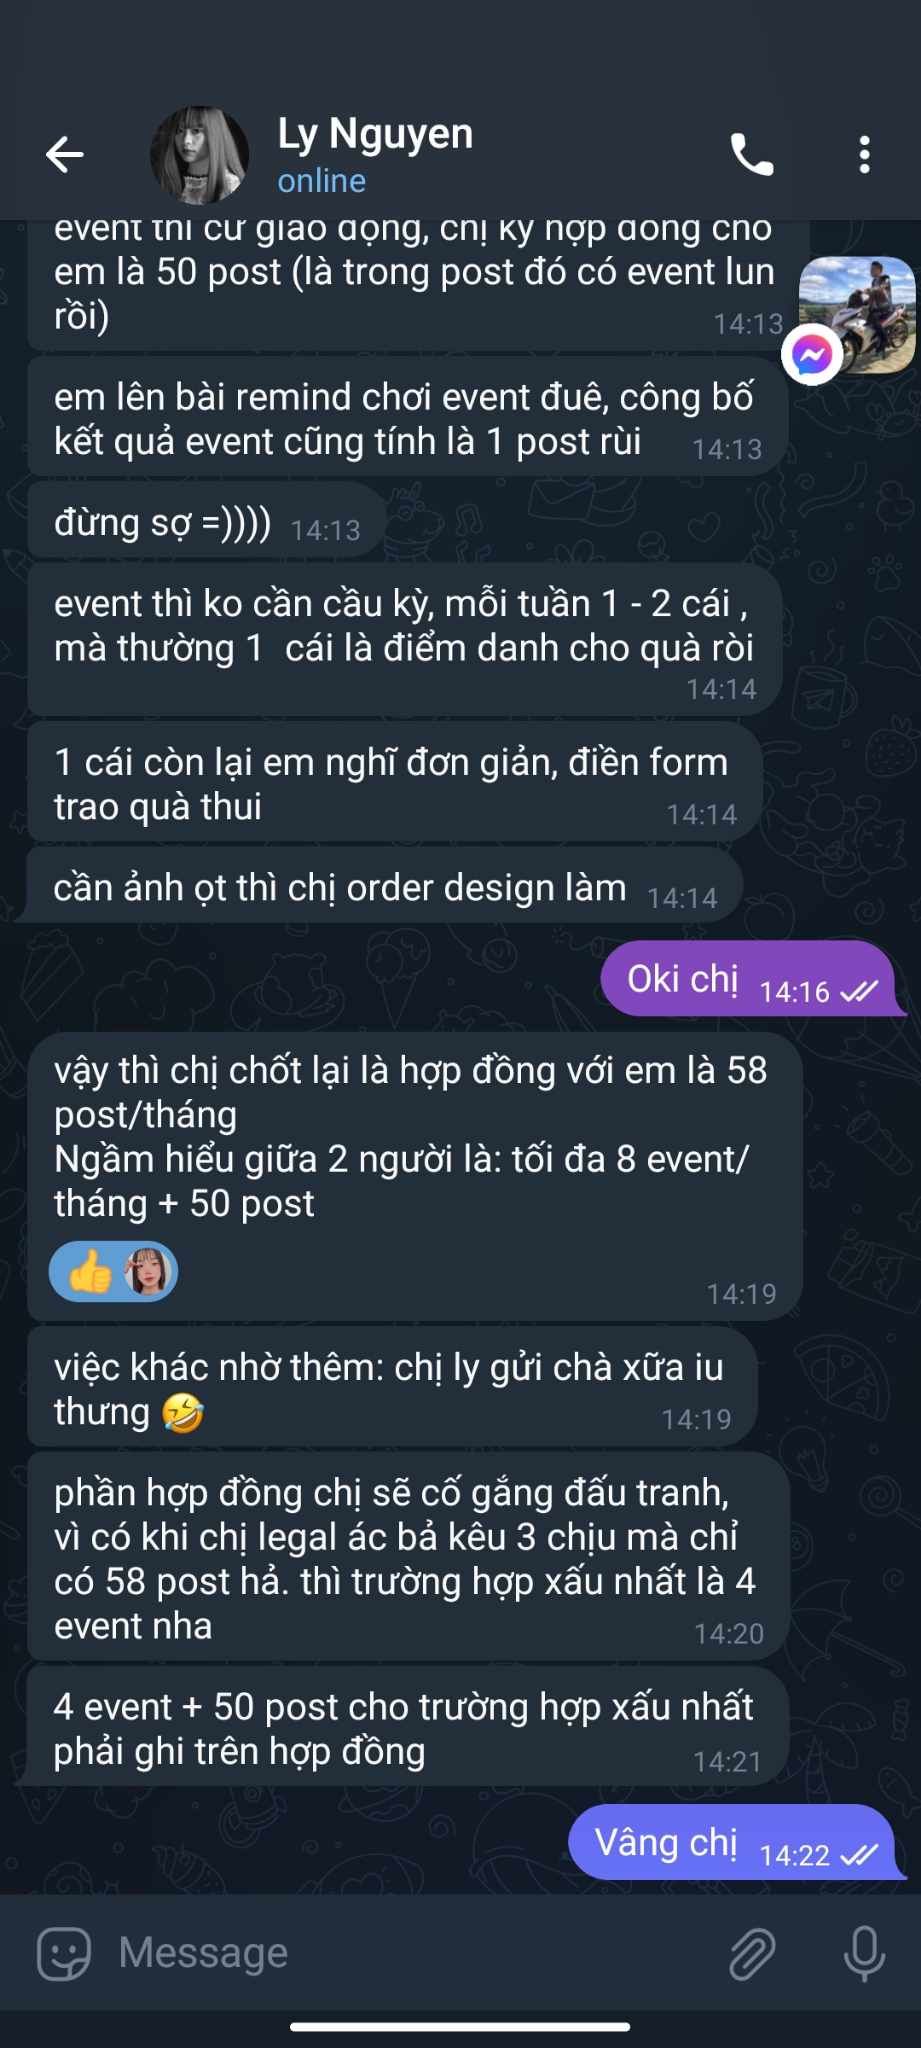 Ly Nguyen
online
event thì cứ giao động, chị ký hợp đồng cho
em là 50 post (là trong post đó có event lun
rồi)
14:13
em lên bài remind chơi event đuê, công bố
kết quả event cũng tính là 1 post rùi 14:13
đừng sợ =)))) 14:13
event thì ko cần cầu kỳ, mỗi tuần 1 - 2 cái ,
mà thường 1 cái là điểm danh cho quà ròi
14:14
1 cái còn lại em nghĩ đơn giản, điền form
trao quà thui 14:14
cần ảnh ọt thì chị order design làm 14:14
Oki chị 14:16
vậy thì chị chốt lại là hợp đồng với em là 58
post/tháng
Ngầm hiểu giữa 2 người là: tối đa 8 event/
tháng + 50 post
14:19
việc khác nhờ thêm: chị ly gửi chà xữa iu
thưng 🤣 14:19
phần hợp đồng chị sẽ cố gắng đấu tranh,
vì có khi chị legal ác bả kêu 3 chịu mà chỉ
có 58 post hả. thì trường hợp xấu nhất là 4
event nha 14:20
4 event + 50 post cho trường hợp xấu nhất
phải ghi trên hợp đồng 14:21
Vâng chị 14:22
Message